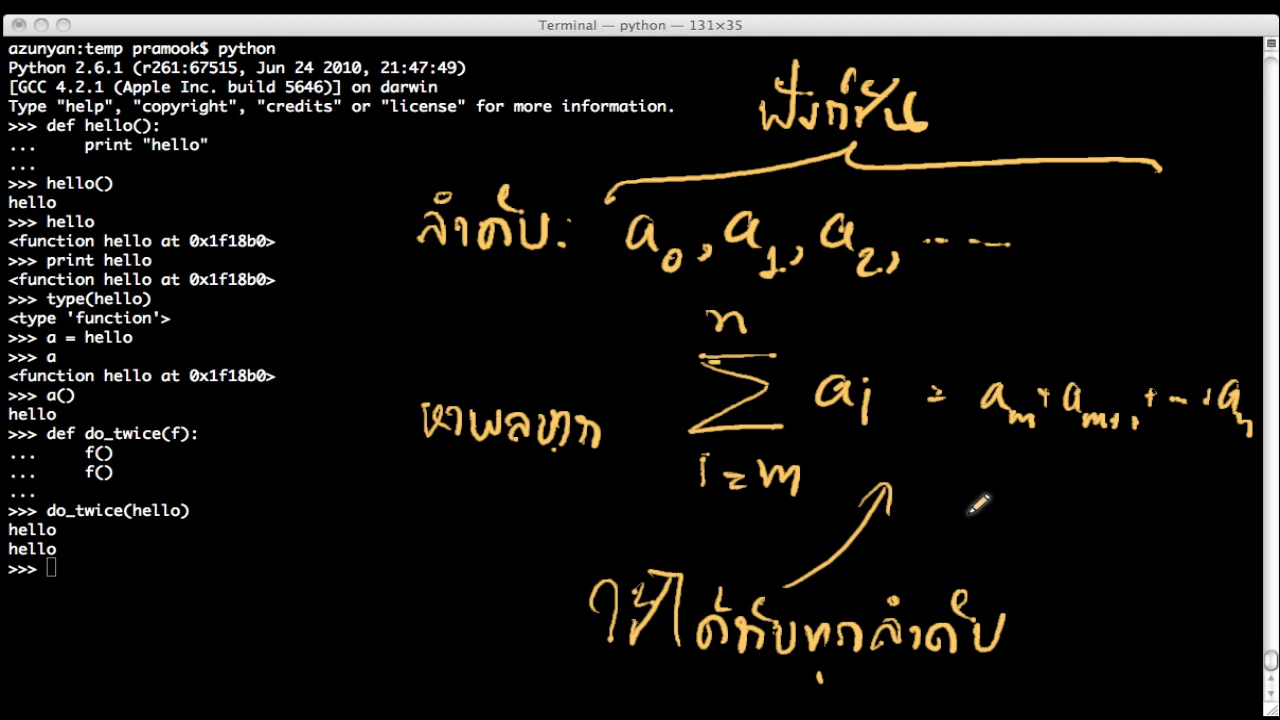 Terminal — python — 131×35
azunyan:temp pramook$ python
Python 2.6.1 (r261:67515, Jun 24 2010, 21:47:49)
[GCC 4.2.1 (Apple Inc. build 5646)] on darwin
Type "help", "copyright", "credits" or "license" for more information.
>>> def hello():
...     print "hello"
...
>>> hello()
hello
>>> hello
<function hello at 0x1f18b0>
>>> print hello
<function hello at 0x1f18b0>
>>> type(hello)
<type 'function'>
>>> a = hello
>>> a
<function hello at 0x1f18b0>
>>> a()
hello
>>> def do_twice(f):
...     f()
...     f()
...
>>> do_twice(hello)
hello
hello
>>>
ฟังก์ชัน
ลำดับ: a₀, a₁, a₂, ......
n
หาผลบวก ∑ aᵢ = aₘ + aₘ₊₁ + ... + aₙ
i=m
ใช้ได้กับทุกลำดับ